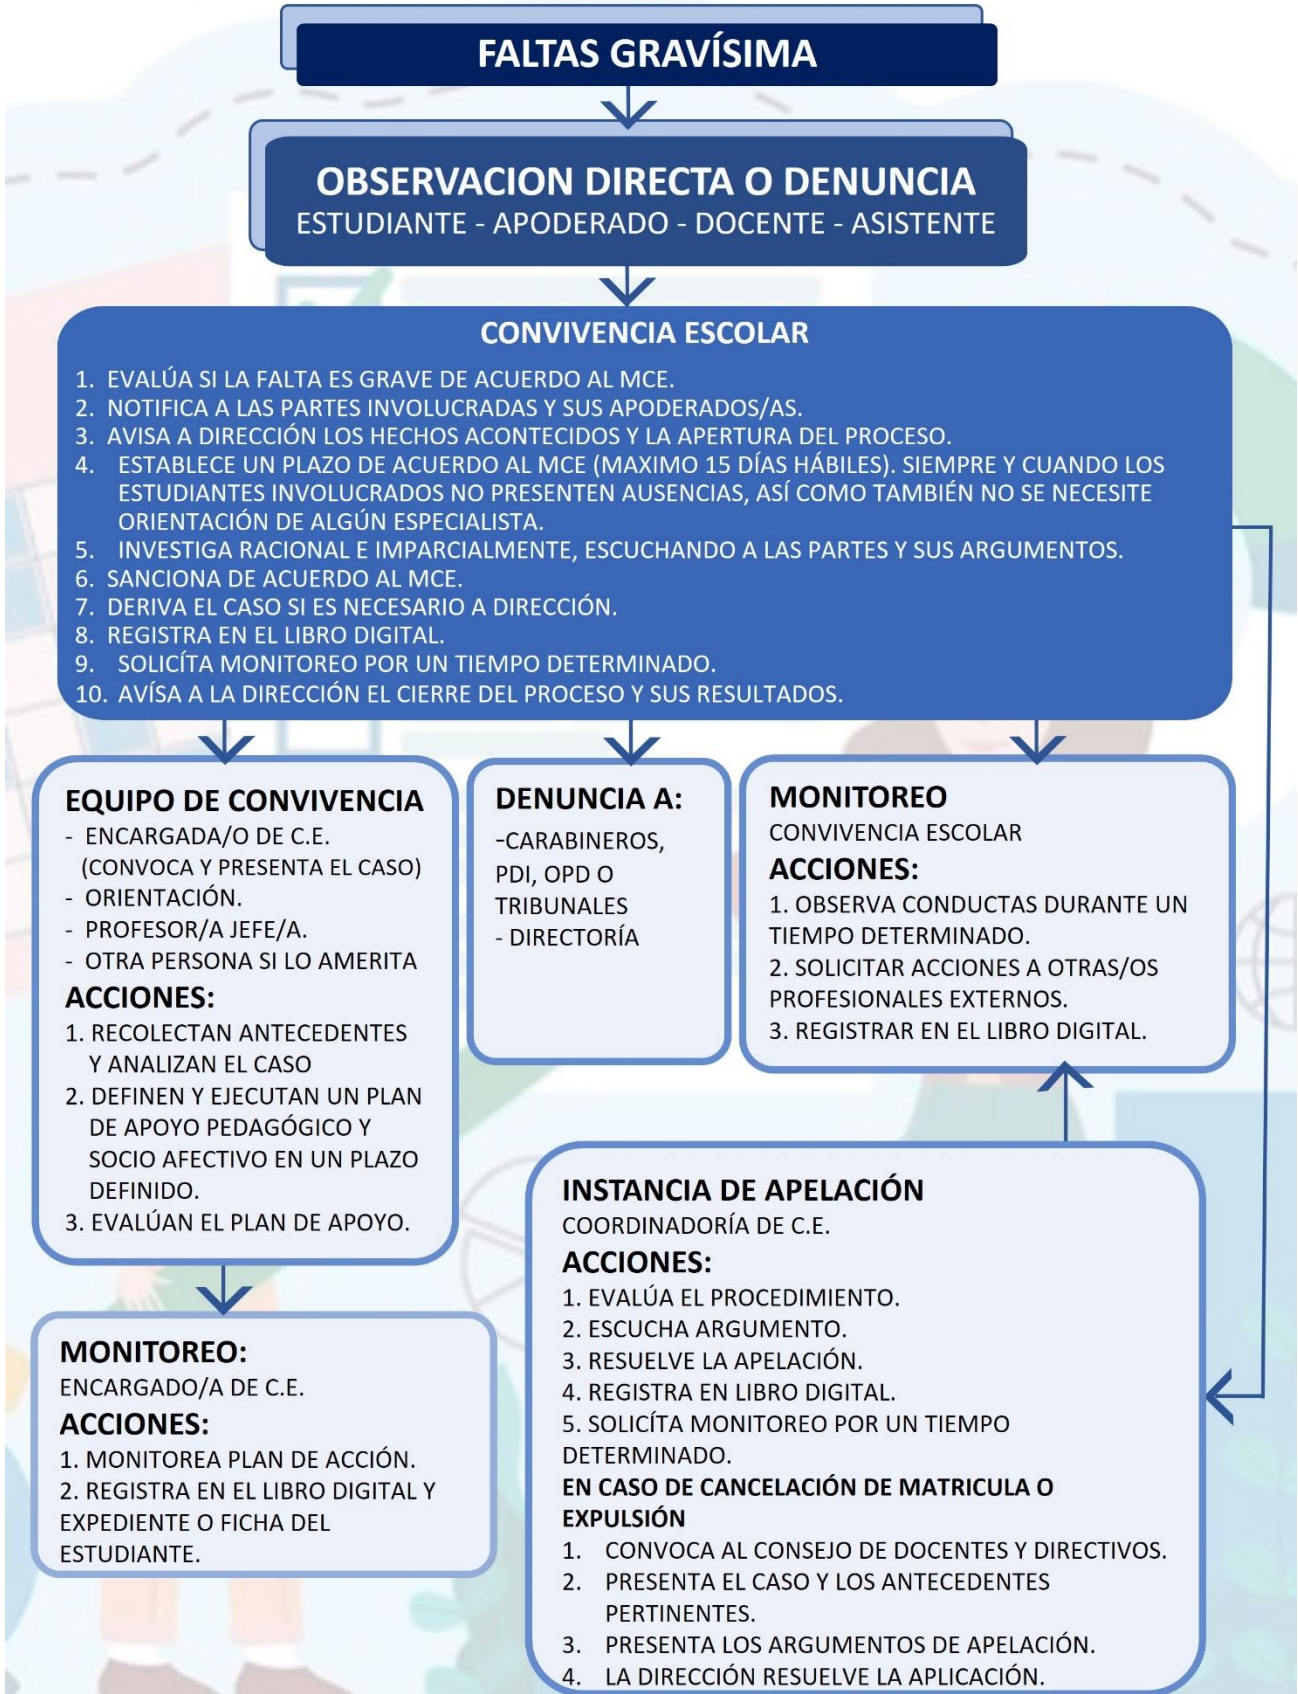 FALTAS GRAVÍSIMA
OBSERVACION DIRECTA O DENUNCIA
ESTUDIANTE - APODERADO - DOCENTE - ASISTENTE
CONVIVENCIA ESCOLAR
1. EVALÚA SI LA FALTA ES GRAVE DE ACUERDO AL MCE.
2. NOTIFICA A LAS PARTES INVOLUCRADAS Y SUS APODERADOS/AS.
3. AVISA A DIRECCIÓN LOS HECHOS ACONTECIDOS Y LA APERTURA DEL PROCESO.
4. ESTABLECE UN PLAZO DE ACUERDO AL MCE (MAXIMO 15 DÍAS HÁBILES). SIEMPRE Y CUANDO LOS
ESTUDIANTES INVOLUCRADOS NO PRESENTEN AUSENCIAS, ASÍ COMO TAMBIÉN NO SE NECESITE
ORIENTACIÓN DE ALGÚN ESPECIALISTA.
5. INVESTIGA RACIONAL E IMPARCIALMENTE, ESCUCHANDO A LAS PARTES Y SUS ARGUMENTOS.
6. SANCIONA DE ACUERDO AL MCE.
7. DERIVA EL CASO SI ES NECESARIO A DIRECCIÓN.
8. REGISTRA EN EL LIBRO DIGITAL.
9. SOLICÍTA MONITOREO POR UN TIEMPO DETERMINADO.
10. AVÍSA A LA DIRECCIÓN EL CIERRE DEL PROCESO Y SUS RESULTADOS.
EQUIPO DE CONVIVENCIA
- ENCARGADA/O DE C.E.
(CONVOCA Y PRESENTA EL CASO)
- ORIENTACIÓN.
- PROFESOR/A JEFE/A.
- OTRA PERSONA SI LO AMERITA
ACCIONES:
1. RECOLECTAN ANTECEDENTES
Y ANALIZAN EL CASO
2. DEFINEN Y EJECUTAN UN PLAN
DE APOYO PEDAGÓGICO Y
SOCIO AFECTIVO EN UN PLAZO
DEFINIDO.
3. EVALÚAN EL PLAN DE APOYO.
DENUNCIA A:
-CARABINEROS,
PDI, OPD O
TRIBUNALES
- DIRECTORÍA
MONITOREO
CONVIVENCIA ESCOLAR
ACCIONES:
1. OBSERVA CONDUCTAS DURANTE UN
TIEMPO DETERMINADO.
2. SOLICITAR ACCIONES A OTRAS/OS
PROFESIONALES EXTERNOS.
3. REGISTRAR EN EL LIBRO DIGITAL.
MONITOREO:
ENCARGADO/A DE C.E.
ACCIONES:
1. MONITOREA PLAN DE ACCIÓN.
2. REGISTRA EN EL LIBRO DIGITAL Y
EXPEDIENTE O FICHA DEL
ESTUDIANTE.
INSTANCIA DE APELACIÓN
COORDINADORÍA DE C.E.
ACCIONES:
1. EVALÚA EL PROCEDIMIENTO.
2. ESCUCHA ARGUMENTO.
3. RESUELVE LA APELACIÓN.
4. REGISTRA EN LIBRO DIGITAL.
5. SOLICÍTA MONITOREO POR UN TIEMPO
DETERMINADO.
EN CASO DE CANCELACIÓN DE MATRICULA O
EXPULSIÓN
1. CONVOCA AL CONSEJO DE DOCENTES Y DIRECTIVOS.
2. PRESENTA EL CASO Y LOS ANTECEDENTES
PERTINENTES.
3. PRESENTA LOS ARGUMENTOS DE APELACIÓN.
4. LA DIRECCIÓN RESUELVE LA APLICACIÓN.